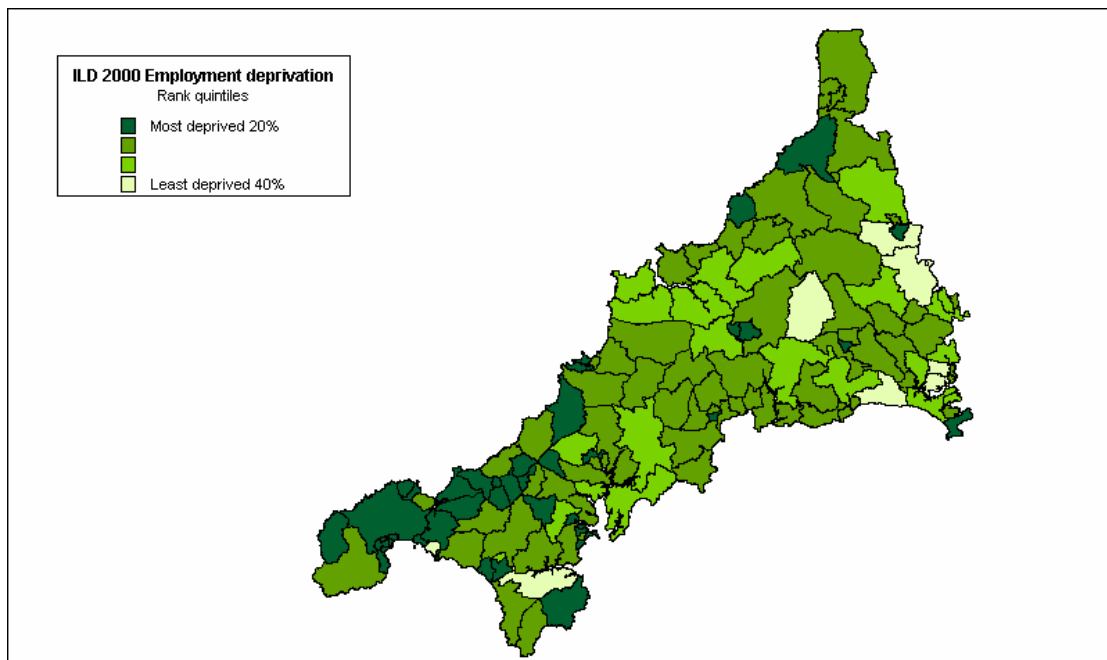 ILD 2000 Employment deprivation
Rank quintiles
Most deprived 20%
Least deprived 40%